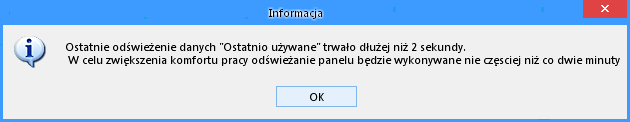 Informacja
Ostatnie odświeżenie danych "Ostatnio używane" trwało dłużej niż 2 sekundy.
W celu zwiększenia komfortu pracy odświeżanie panelu będzie wykonywane nie częsciej niż co dwie minuty
OK